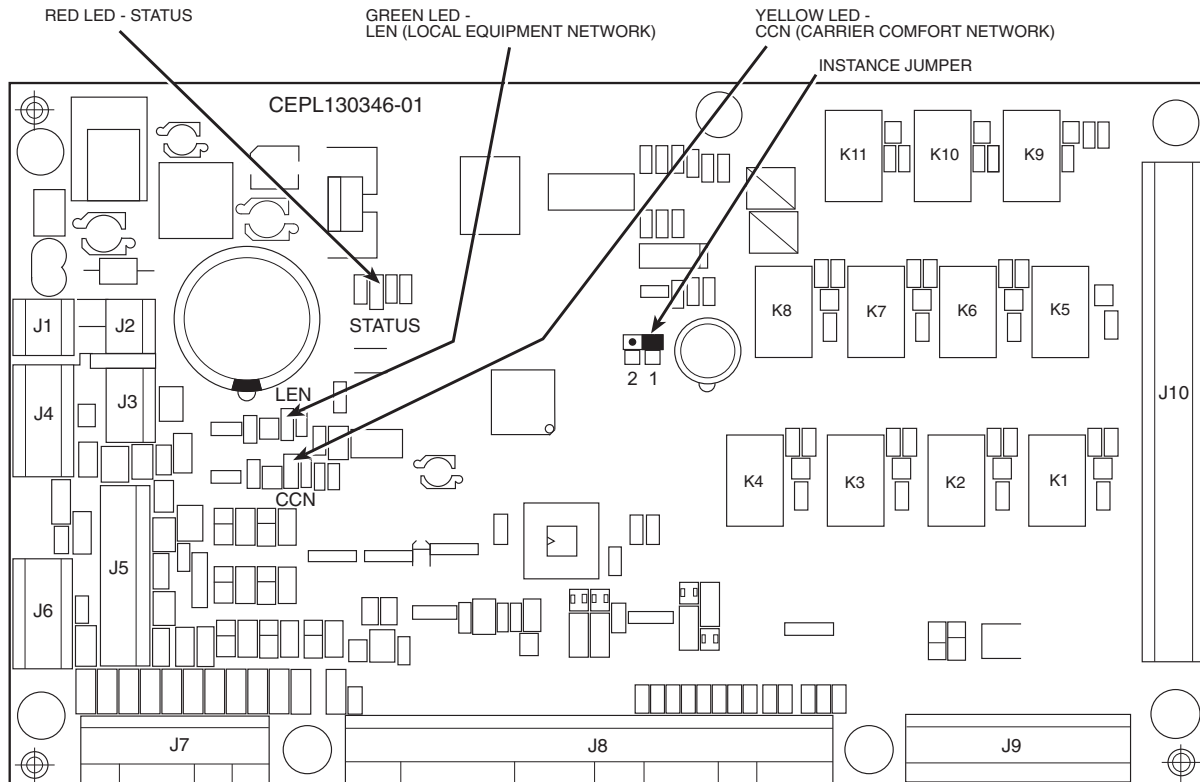 RED LED - STATUS
GREEN LED -
LEN (LOCAL EQUIPMENT NETWORK)
YELLOW LED -
CCN (CARRIER COMFORT NETWORK)
INSTANCE JUMPER
CEPL130346-01
K11
K10
K9
K8
K7
K6
K5
J1
J2
STATUS
2 1
J4
J3
LEN
J10
K4
K3
K2
K1
CCN
J5
J6
J7
J8
J9